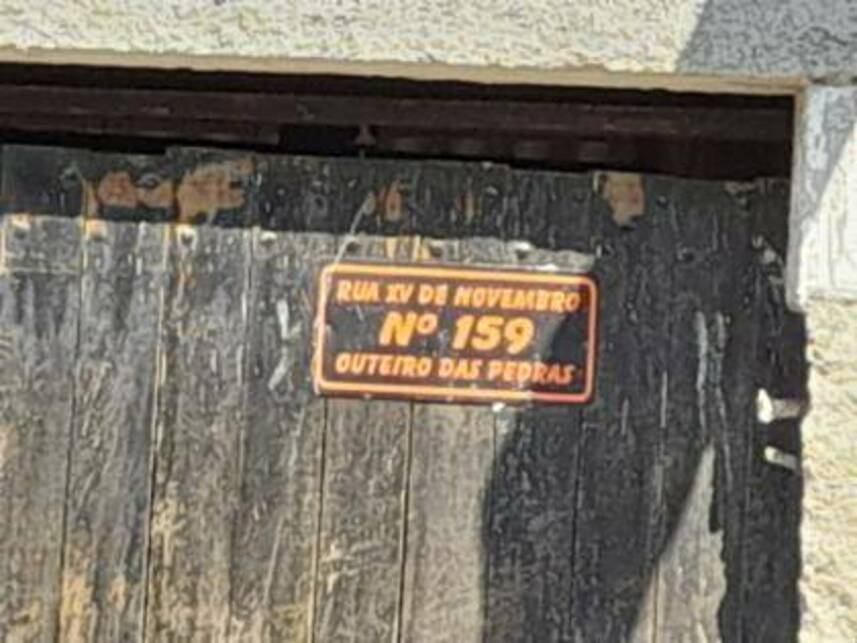 RUA XV DE NOVEMBRO
Nº 159
OUTEIRO DAS PEDRAS